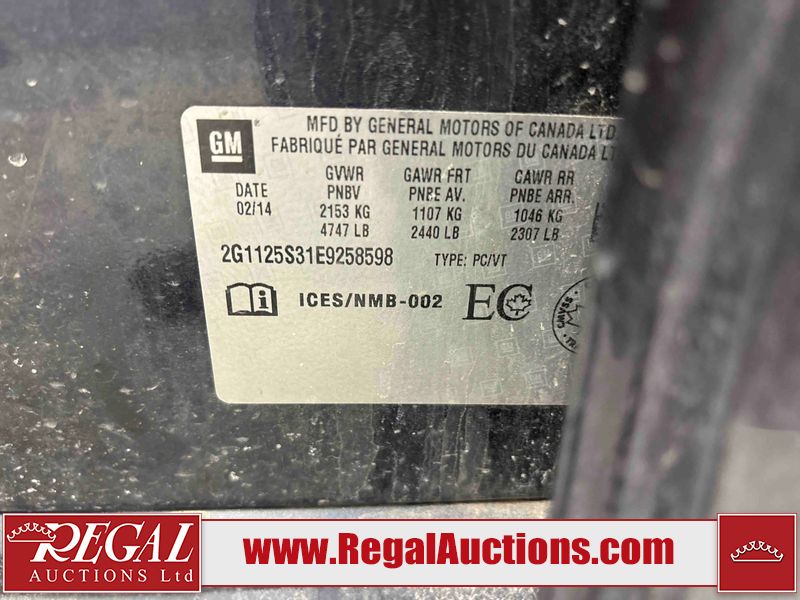 GM
MFD BY GENERAL MOTORS OF CANADA LTD
FABRIQUÉ PAR GENERAL MOTORS DU CANADA LT
GVWR GAWR FRT GAWR RR
DATE PNBV PNBE AV. PNBE ARR.
02/14 2153 KG 1107 KG 1046 KG
4747 LB 2440 LB 2307 LB
2G1125S31E9258598 TYPE: PC/VT
i ICES/NMB-002 EC
REGAL
AUCTIONS Ltd
www.RegalAuctions.com